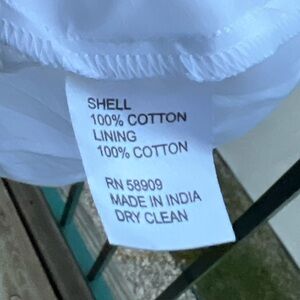 SHELL
100% COTTON
LINING
100% COTTON
RN 58909
MADE IN INDIA
DRY CLEAN